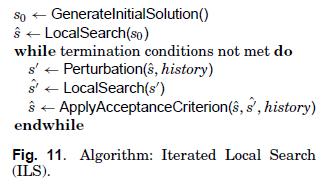 s₀ ← GenerateInitialSolution()
ŝ ← LocalSearch(s₀)
while termination conditions not met do
s′ ← Perturbation(ŝ, history)
ŝ′ ← LocalSearch(s′)
ŝ ← ApplyAcceptanceCriterion(ŝ, ŝ′, history)
endwhile
Fig. 11. Algorithm: Iterated Local Search
(ILS).